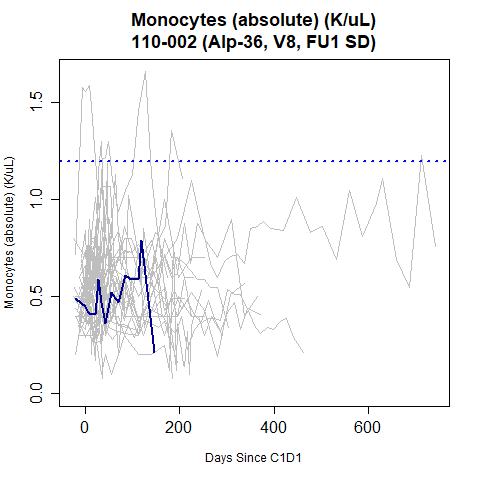 Monocytes (absolute) (K/uL)
110-002 (Alp-36, V8, FU1 SD)
Monocytes (absolute) (K/uL)
1.5
1.0
0.5
0.0
0 200 400 600
Days Since C1D1